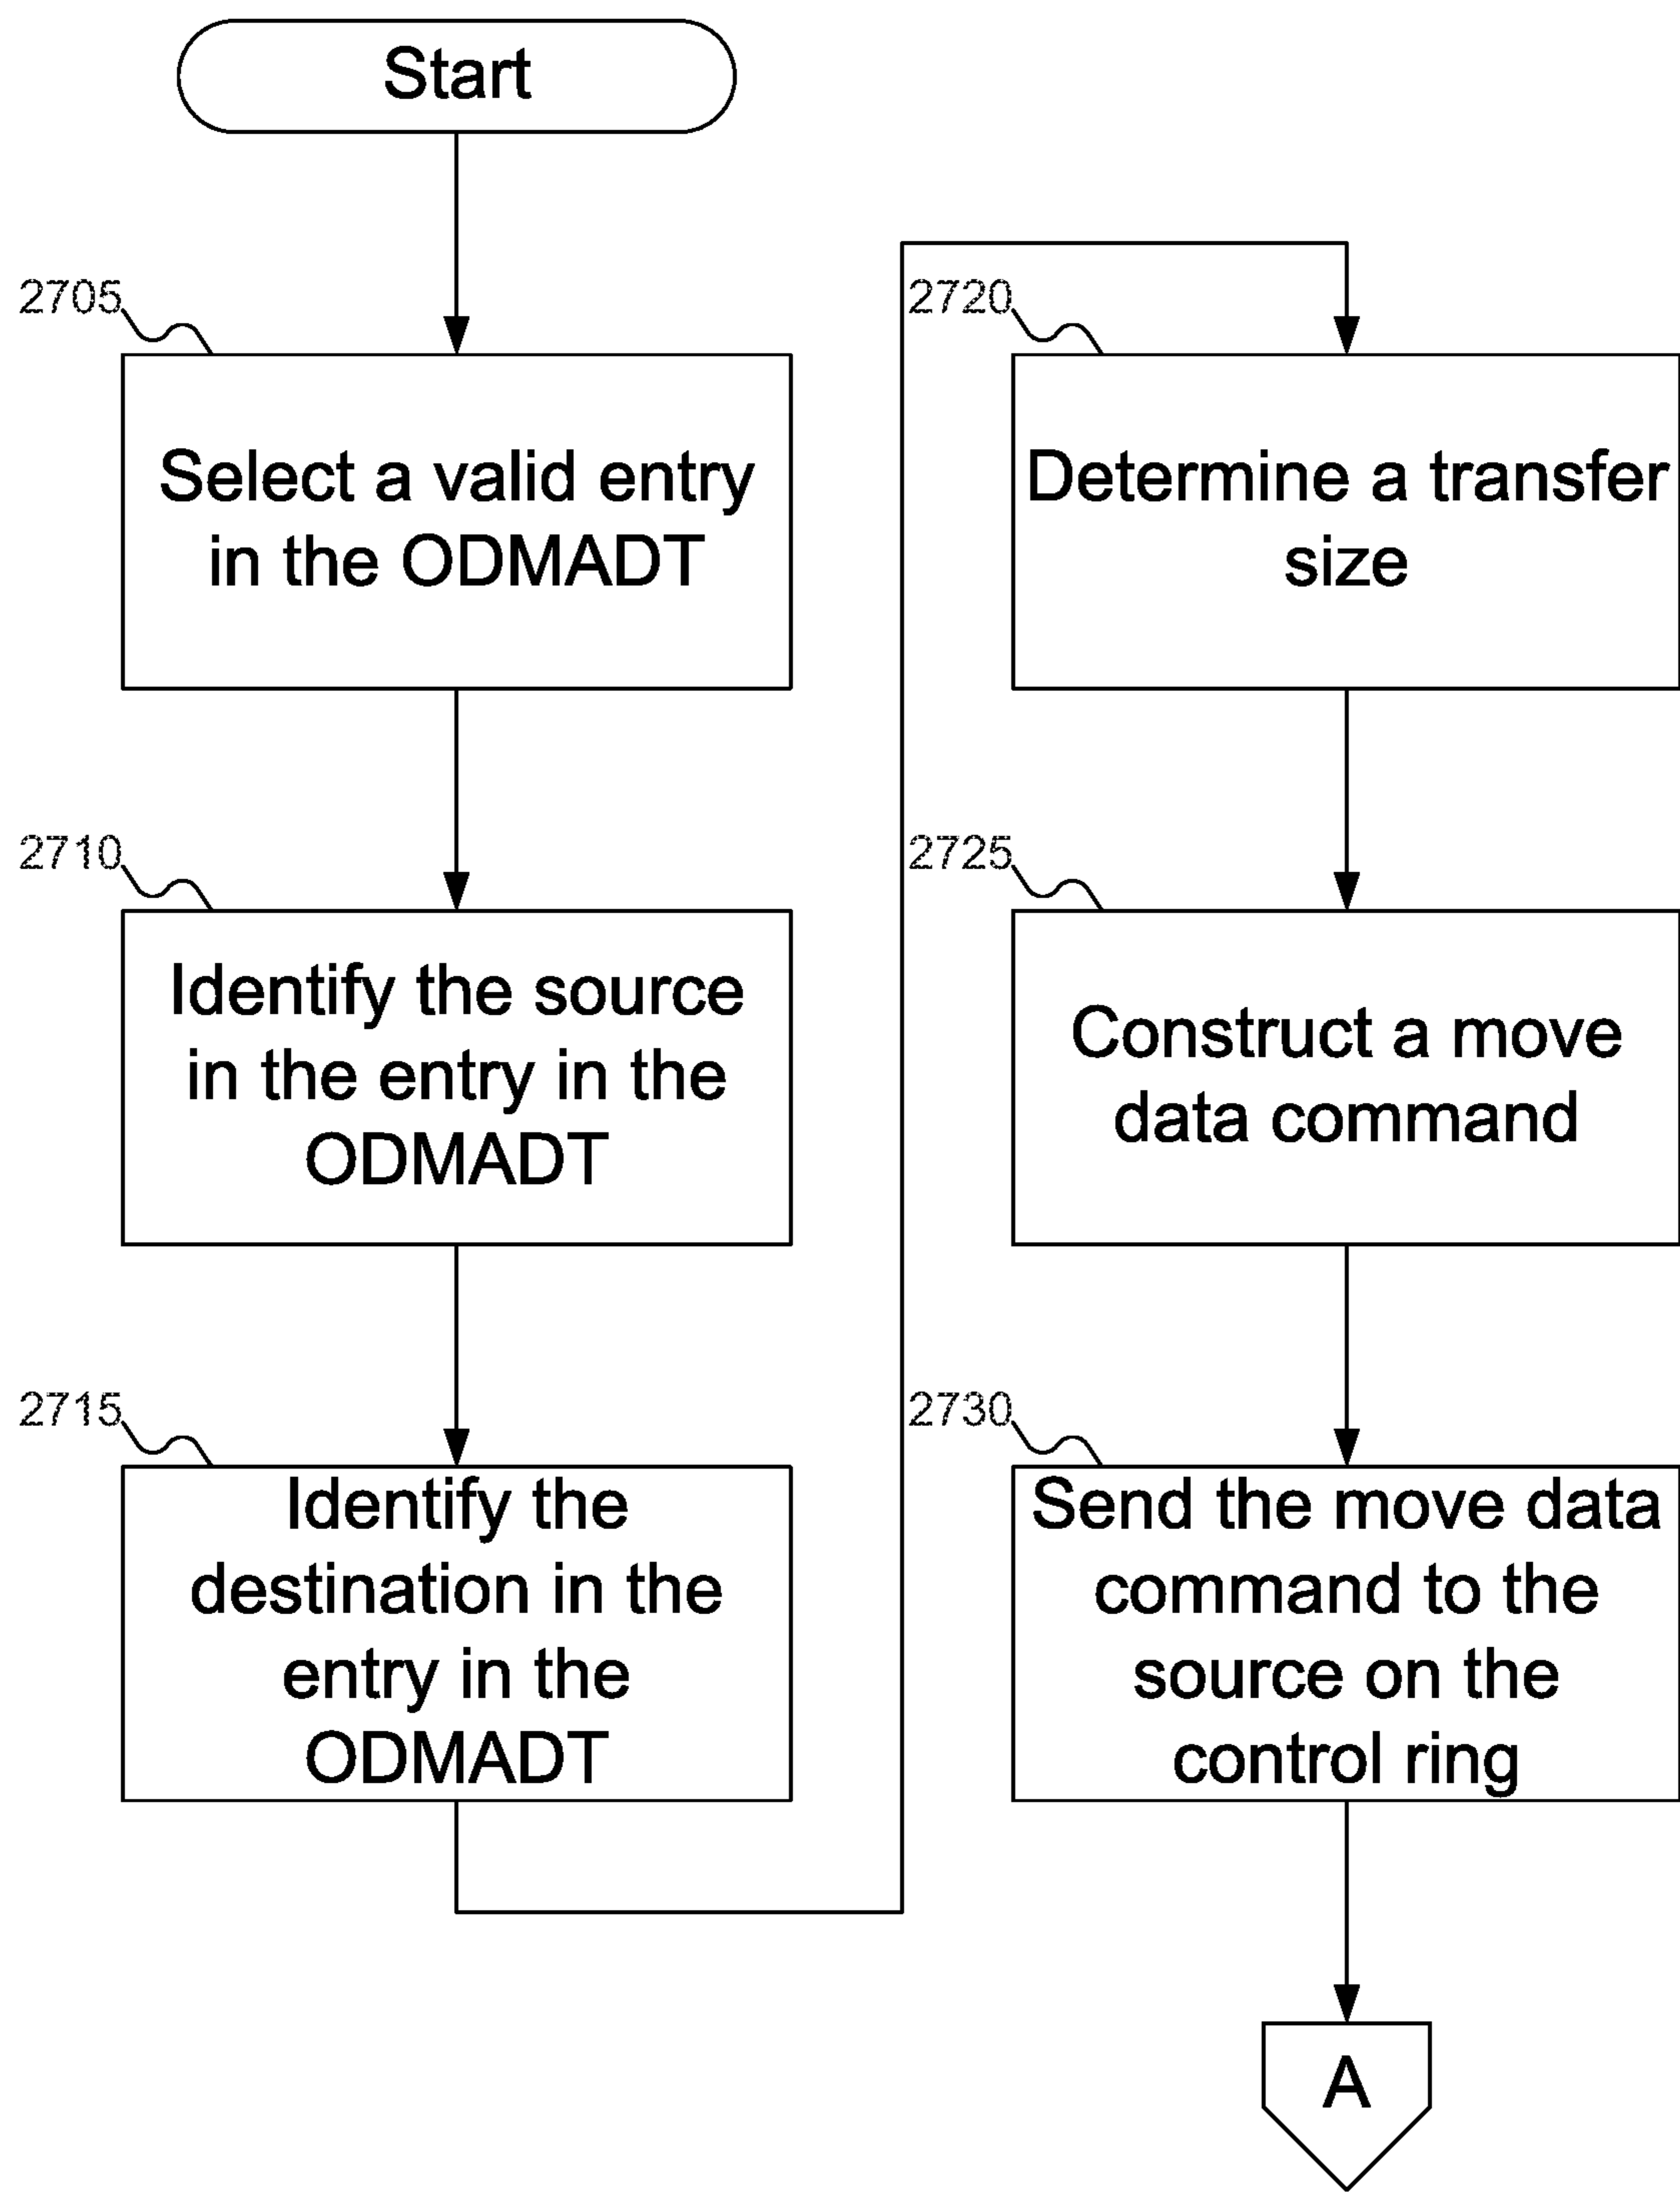 Start
2705
Select a valid entry
in the ODMADT
2710
Identify the source
in the entry in the
ODMADT
2715
Identify the
destination in the
entry in the
ODMADT
2720
Determine a transfer
size
2725
Construct a move
data command
2730
Send the move data
command to the
source on the
control ring
A